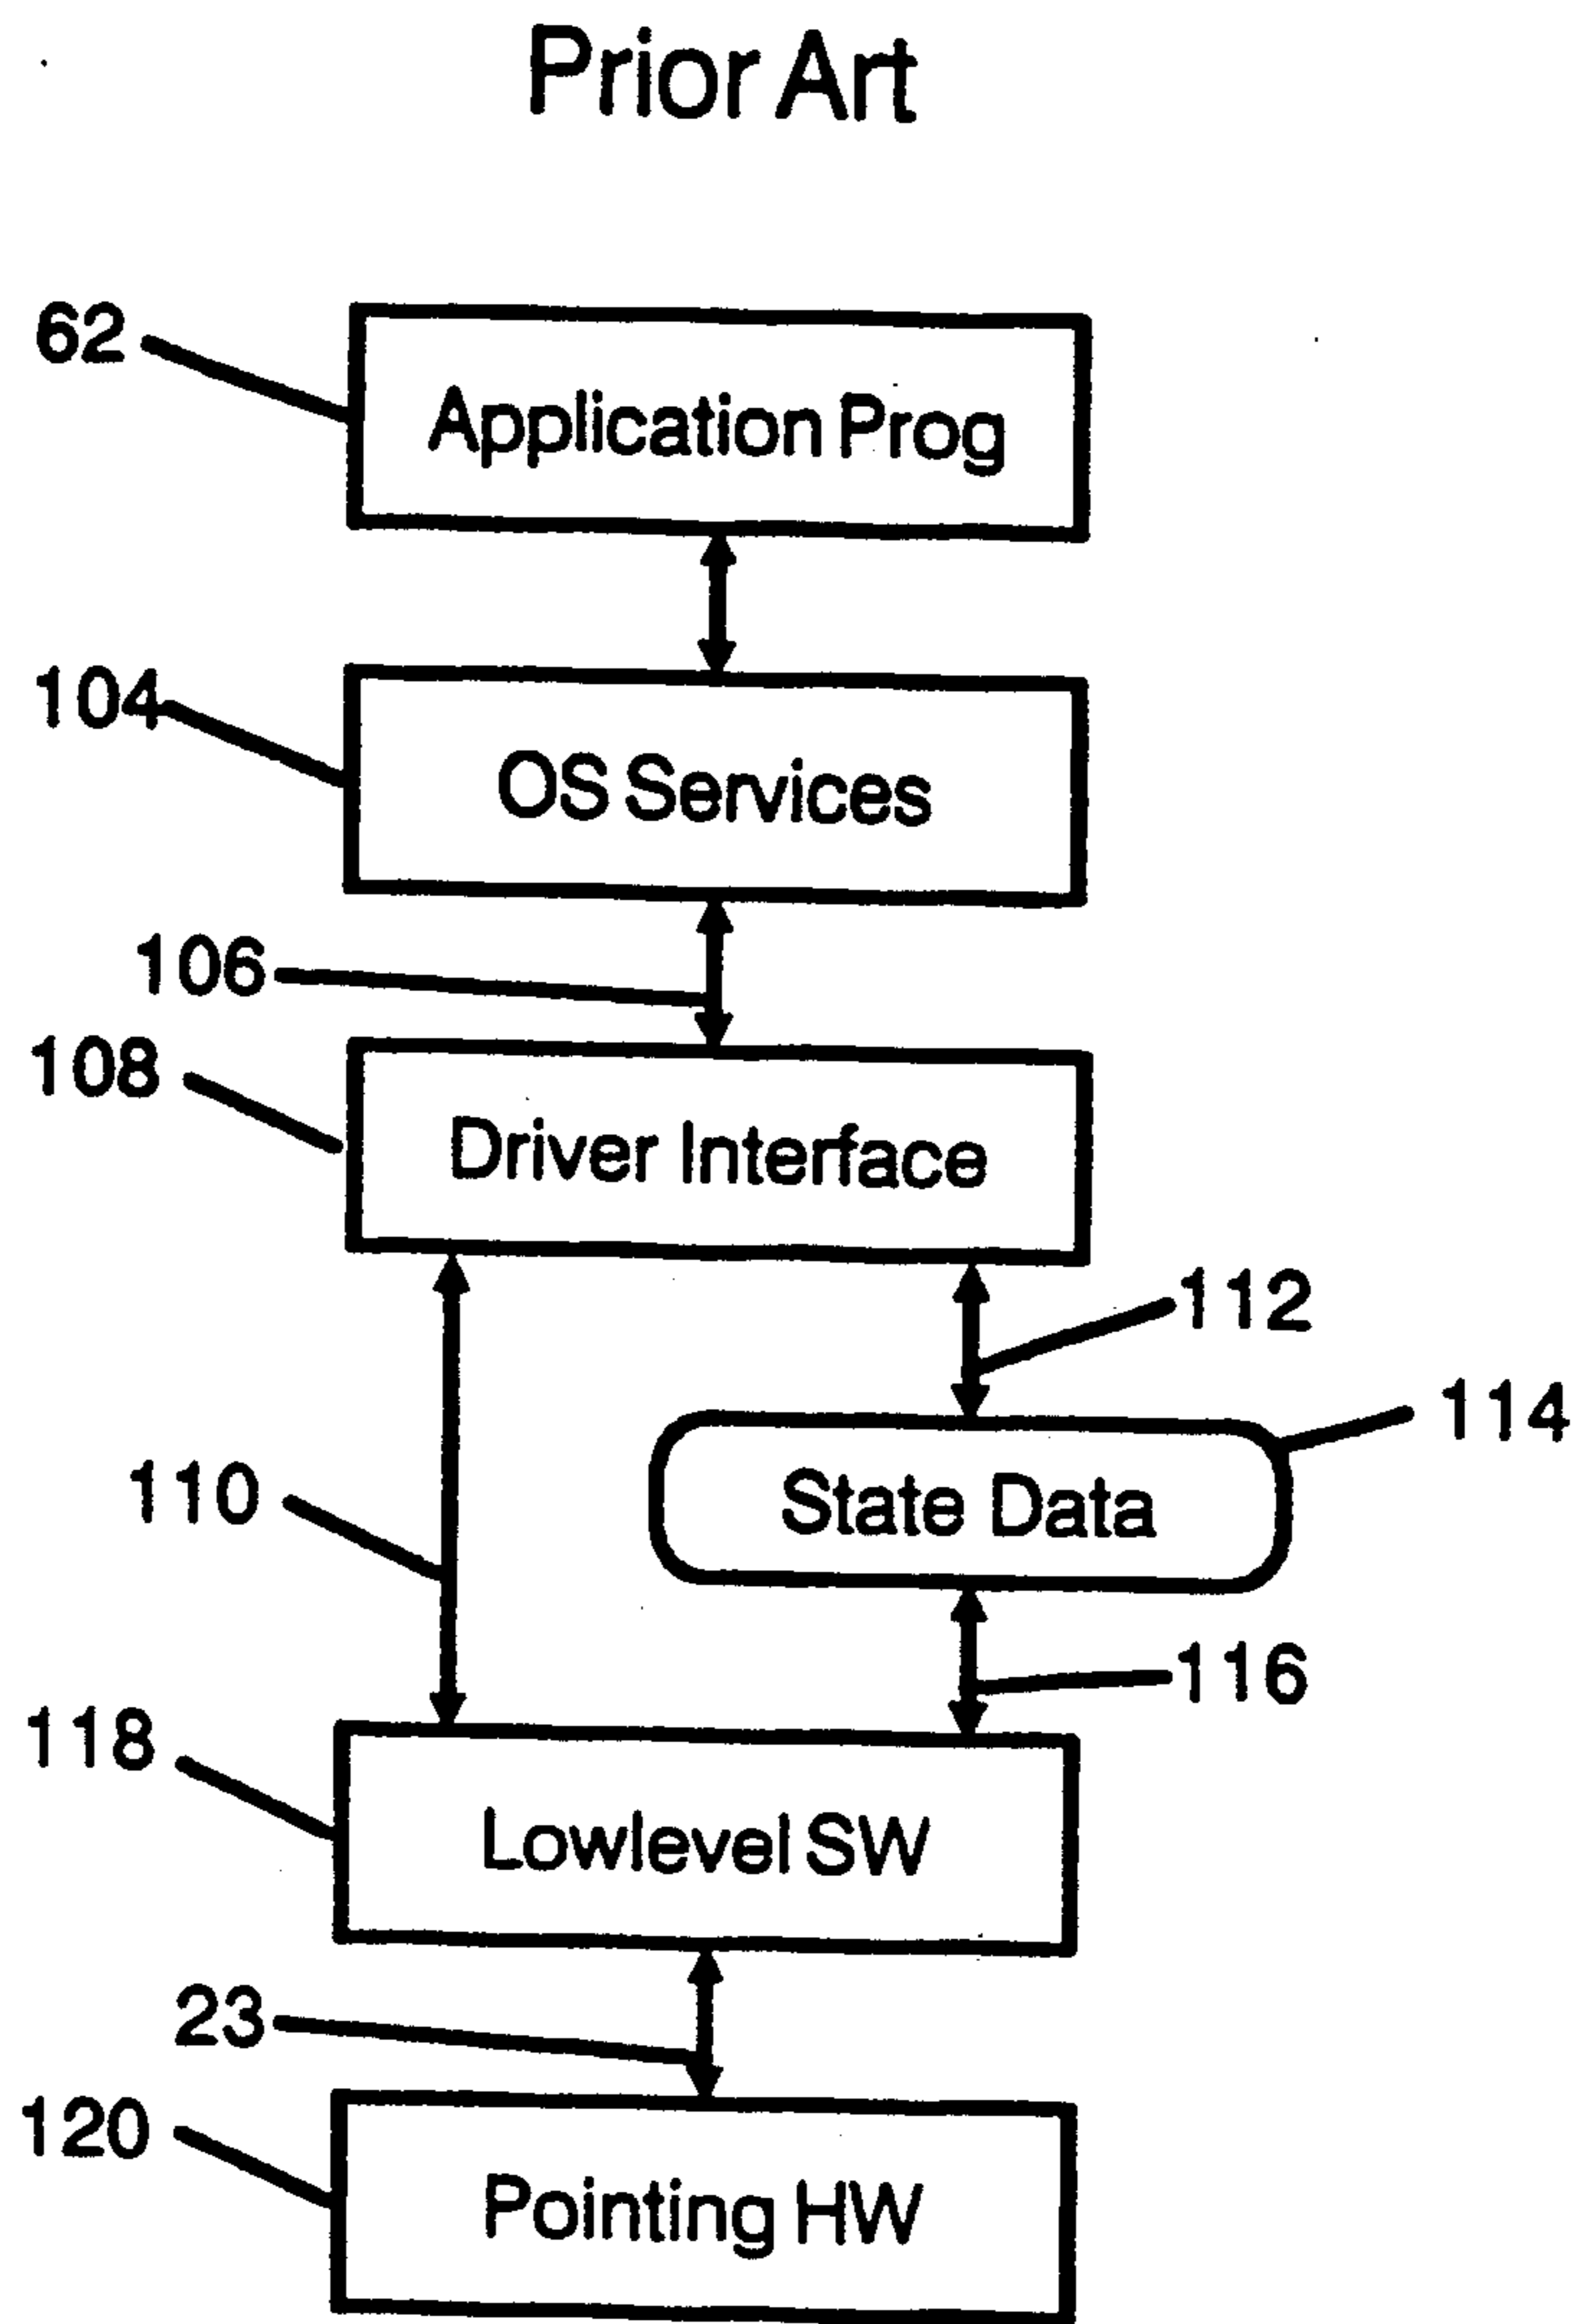 Prior Art
62
Application Prog
104
OS Services
106
108
Driver Interface
112
114
State Data
110
116
118
Lowlevel SW
23
120
Pointing HW